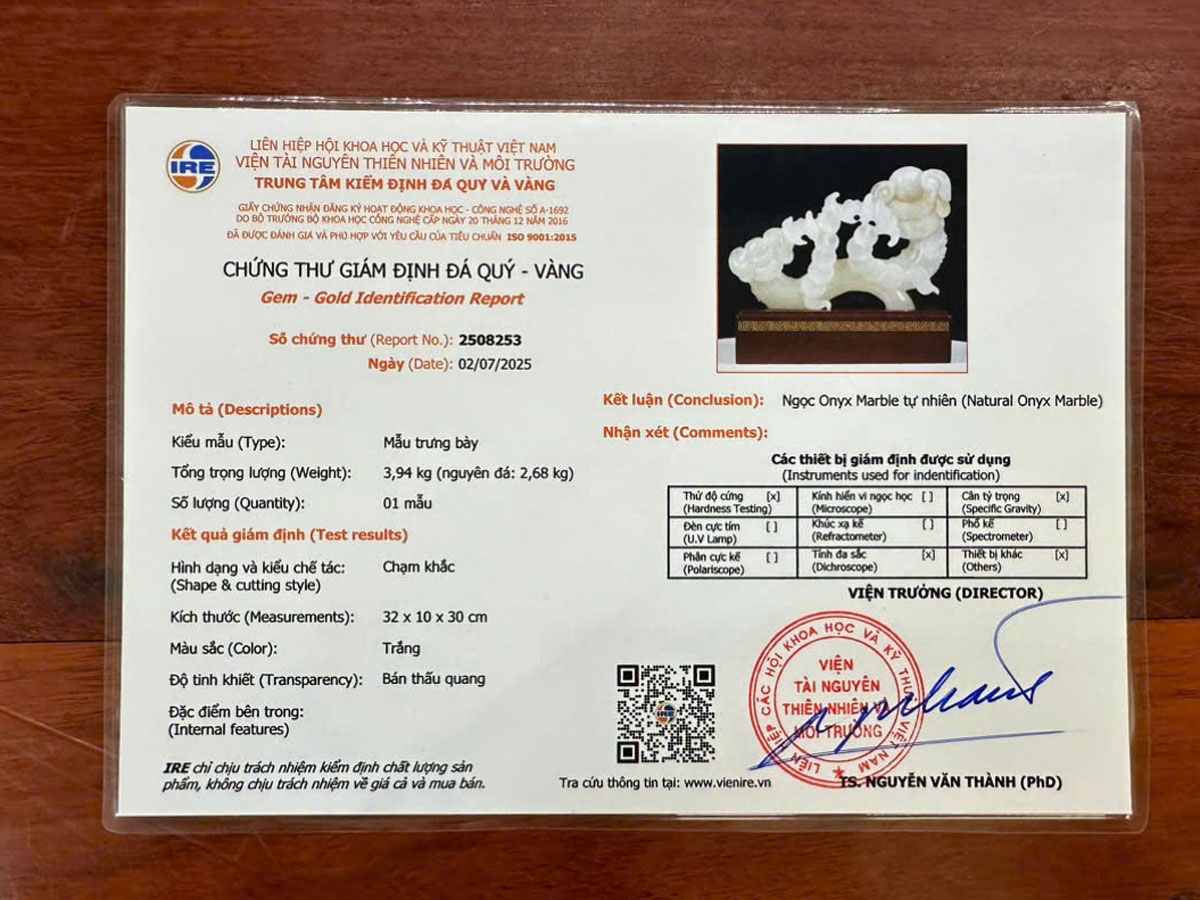 IRE
LIÊN HIỆP HỘI KHOA HỌC VÀ KỸ THUẬT VIỆT NAM
VIỆN TÀI NGUYÊN THIÊN NHIÊN VÀ MÔI TRƯỜNG
TRUNG TÂM KIỂM ĐỊNH ĐÁ QUY VÀ VÀNG
GIẤY CHỨNG NHẬN ĐĂNG KÝ HOẠT ĐỘNG KHOA HỌC - CÔNG NGHỆ SỐ A-1692
DO BỘ TRƯỞNG BỘ KHOA HỌC CÔNG NGHỆ CẤP NGÀY 20 THÁNG 12 NĂM 2016
ĐÃ ĐƯỢC ĐÁNH GIÁ VÀ PHÙ HỢP VỚI YÊU CẦU CỦA TIÊU CHUẨN ISO 9001:2015
CHỨNG THƯ GIÁM ĐỊNH ĐÁ QUÝ - VÀNG
Gem - Gold Identification Report
Số chứng thư (Report No.): 2508253
Ngày (Date): 02/07/2025
Mô tả (Descriptions)
Kiểu mẫu (Type): Mẫu trưng bày
Tổng trọng lượng (Weight): 3,94 kg (nguyên đá: 2,68 kg)
Số lượng (Quantity): 01 mẫu
Kết quả giám định (Test results)
Hình dạng và kiểu chế tác: Chạm khắc
(Shape & cutting style)
Kích thước (Measurements): 32 x 10 x 30 cm
Màu sắc (Color): Trắng
Độ tinh khiết (Transparency): Bán thấu quang
Đặc điểm bên trong:
(Internal features)
IRE chỉ chịu trách nhiệm kiểm định chất lượng sản
phẩm, không chịu trách nhiệm về giá cả và mua bán.
Kết luận (Conclusion): Ngọc Onyx Marble tự nhiên (Natural Onyx Marble)
Nhận xét (Comments):
Các thiết bị giám định được sử dụng
(Instruments used for indentification)
Thử độ cứng [x] Kính hiển vi ngọc học [ ] Cân tỷ trọng [x]
(Hardness Testing) (Microscope) (Specific Gravity)
Đèn cực tím [ ] Khúc xạ kế [ ] Phổ kế [ ]
(U.V Lamp) (Refractometer) (Spectrometer)
Phân cực kế [ ] Tính đa sắc [x] Thiết bị khác [x]
(Polariscope) (Dichroscope) (Others)
VIỆN TRƯỞNG (DIRECTOR)
LIÊN HIỆP CÁC HỘI KHOA HỌC VÀ KỸ THUẬT VIỆT NAM
VIỆN
TÀI NGUYÊN
THIÊN NHIÊN VÀ
MÔI TRƯỜNG
IRE
Tra cứu thông tin tại: www.vienire.vn
TS. NGUYỄN VĂN THÀNH (PhD)